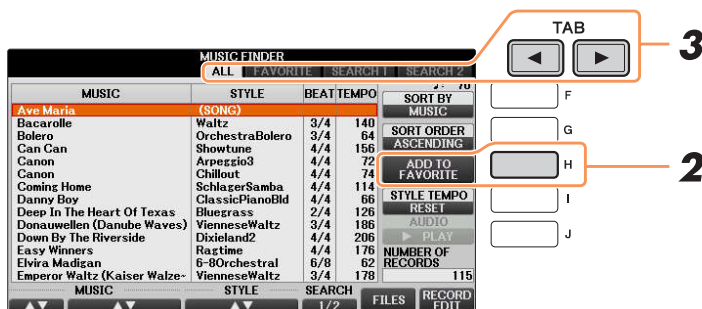 TAB
3
MUSIC FINDER
ALL FAVORITE SEARCH 1 SEARCH 2
MUSIC STYLE BEAT TEMPO
Ave Maria (SONG)
Bacarolle Waltz 3/4 140
Bolero OrchestraBolero 3/4 64
Can Can Showtune 4/4 156
Canon Arpeggio3 4/4 72
Canon Chillout 4/4 74
Coming Home SchlagerSamba 4/4 114
Danny Boy ClassicPianoBld 4/4 66
Deep In The Heart Of Texas Bluegrass 2/4 126
Donauwellen (Danube Waves) VienneseWaltz 3/4 186
Down By The Riverside Dixieland2 4/4 206
Easy Winners Ragtime 4/4 176
Elvira Madigan 6-8Orchestral 6/8 62
Emperor Waltz (Kaiser Walze~ VienneseWaltz 3/4 178
SORT BY
MUSIC
SORT ORDER
ASCENDING
ADD TO
FAVORITE
STYLE TEMPO
RESET
AUDIO
▶ PLAY
NUMBER OF
RECORDS
115
F
G
H
I
J
2
MUSIC STYLE SEARCH
▲▼ ▲▼ ▲▼ 1/2 FILES RECORD
EDIT